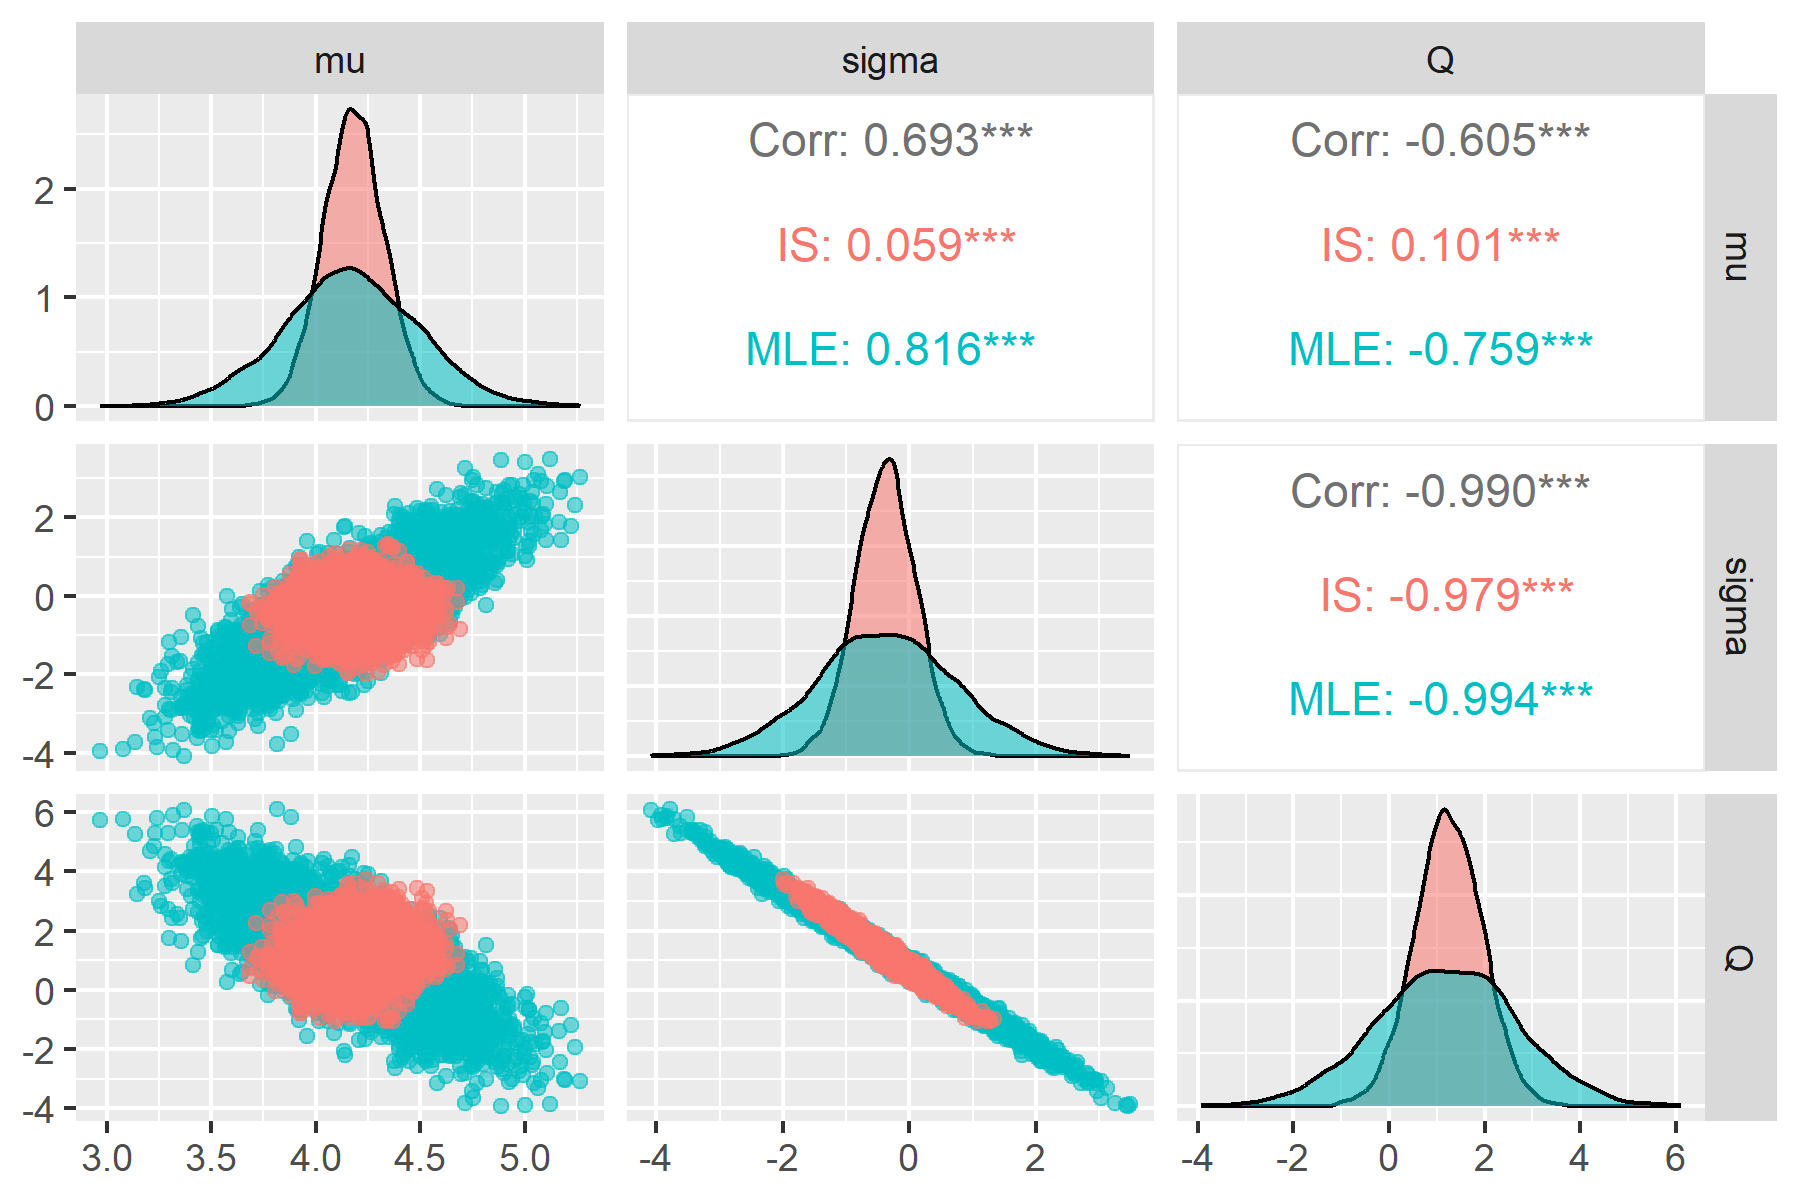 mu
sigma
Q
2
1
0
Corr: 0.693***
IS: 0.059***
MLE: 0.816***
Corr: -0.605***
IS: 0.101***
MLE: -0.759***
mu
2
0
-2
-4
Corr: -0.990***
IS: -0.979***
MLE: -0.994***
sigma
6
4
2
0
-2
-4
Q
3.0 3.5 4.0 4.5 5.0
-4 -2 0 2
-4 -2 0 2 4 6